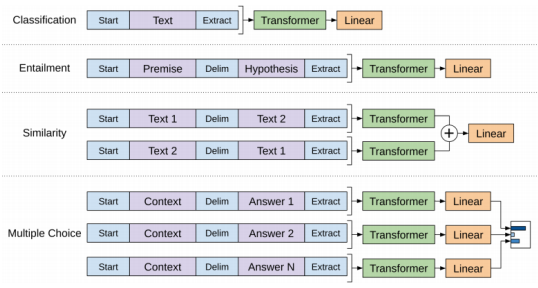 Classification Start Text Extract Transformer Linear
Entailment Start Premise Delim Hypothesis Extract Transformer Linear
Start Text 1 Delim Text 2 Extract Transformer
Similarity + Linear
Start Text 2 Delim Text 1 Extract Transformer
Start Context Delim Answer 1 Extract Transformer Linear
Multiple Choice Start Context Delim Answer 2 Extract Transformer Linear
Start Context Delim Answer N Extract Transformer Linear